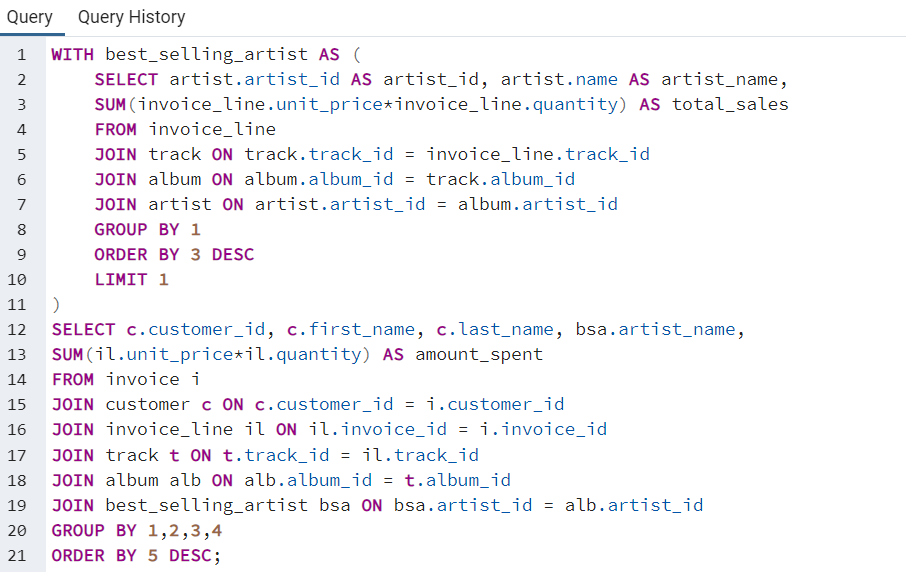 Query Query History
1 WITH best_selling_artist AS (
2 SELECT artist.artist_id AS artist_id, artist.name AS artist_name,
3 SUM(invoice_line.unit_price*invoice_line.quantity) AS total_sales
4 FROM invoice_line
5 JOIN track ON track.track_id = invoice_line.track_id
6 JOIN album ON album.album_id = track.album_id
7 JOIN artist ON artist.artist_id = album.artist_id
8 GROUP BY 1
9 ORDER BY 3 DESC
10 LIMIT 1
11 )
12 SELECT c.customer_id, c.first_name, c.last_name, bsa.artist_name,
13 SUM(il.unit_price*il.quantity) AS amount_spent
14 FROM invoice i
15 JOIN customer c ON c.customer_id = i.customer_id
16 JOIN invoice_line il ON il.invoice_id = i.invoice_id
17 JOIN track t ON t.track_id = il.track_id
18 JOIN album alb ON alb.album_id = t.album_id
19 JOIN best_selling_artist bsa ON bsa.artist_id = alb.artist_id
20 GROUP BY 1,2,3,4
21 ORDER BY 5 DESC;